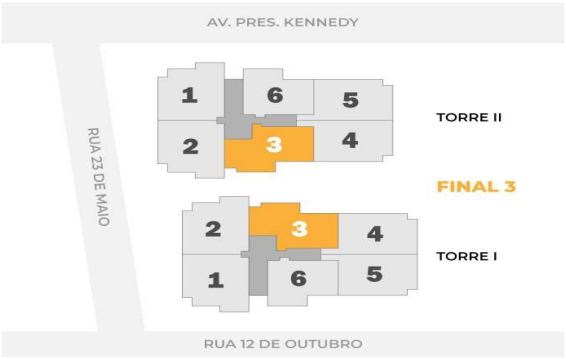 AV. PRES. KENNEDY
RUA 23 DE MAIO
1 6 5
TORRE II
2 3 4
FINAL 3
2 3 4
TORRE I
1 6 5
RUA 12 DE OUTUBRO